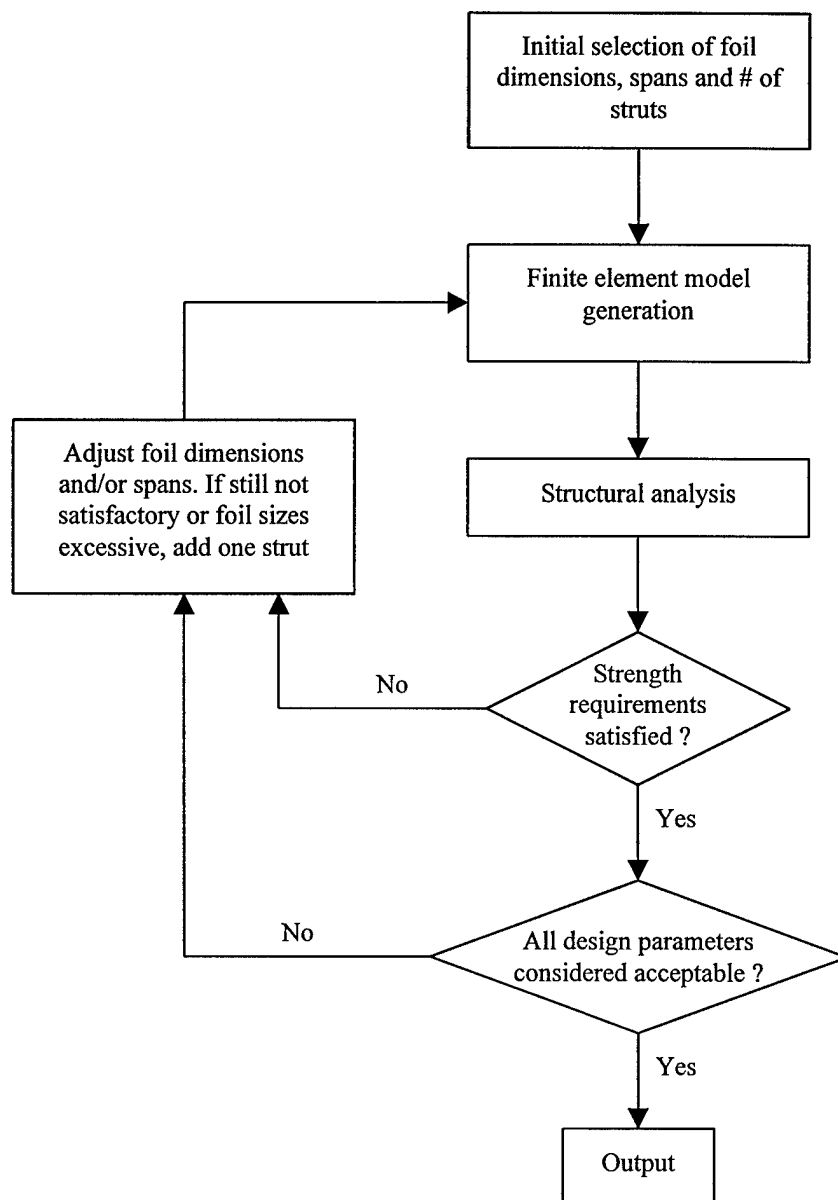 Initial selection of foil
dimensions, spans and # of
struts
Finite element model
generation
Adjust foil dimensions
and/or spans. If still not
satisfactory or foil sizes
excessive, add one strut
Structural analysis
No
Strength
requirements
satisfied ?
Yes
No
All design parameters
considered acceptable ?
Yes
Output